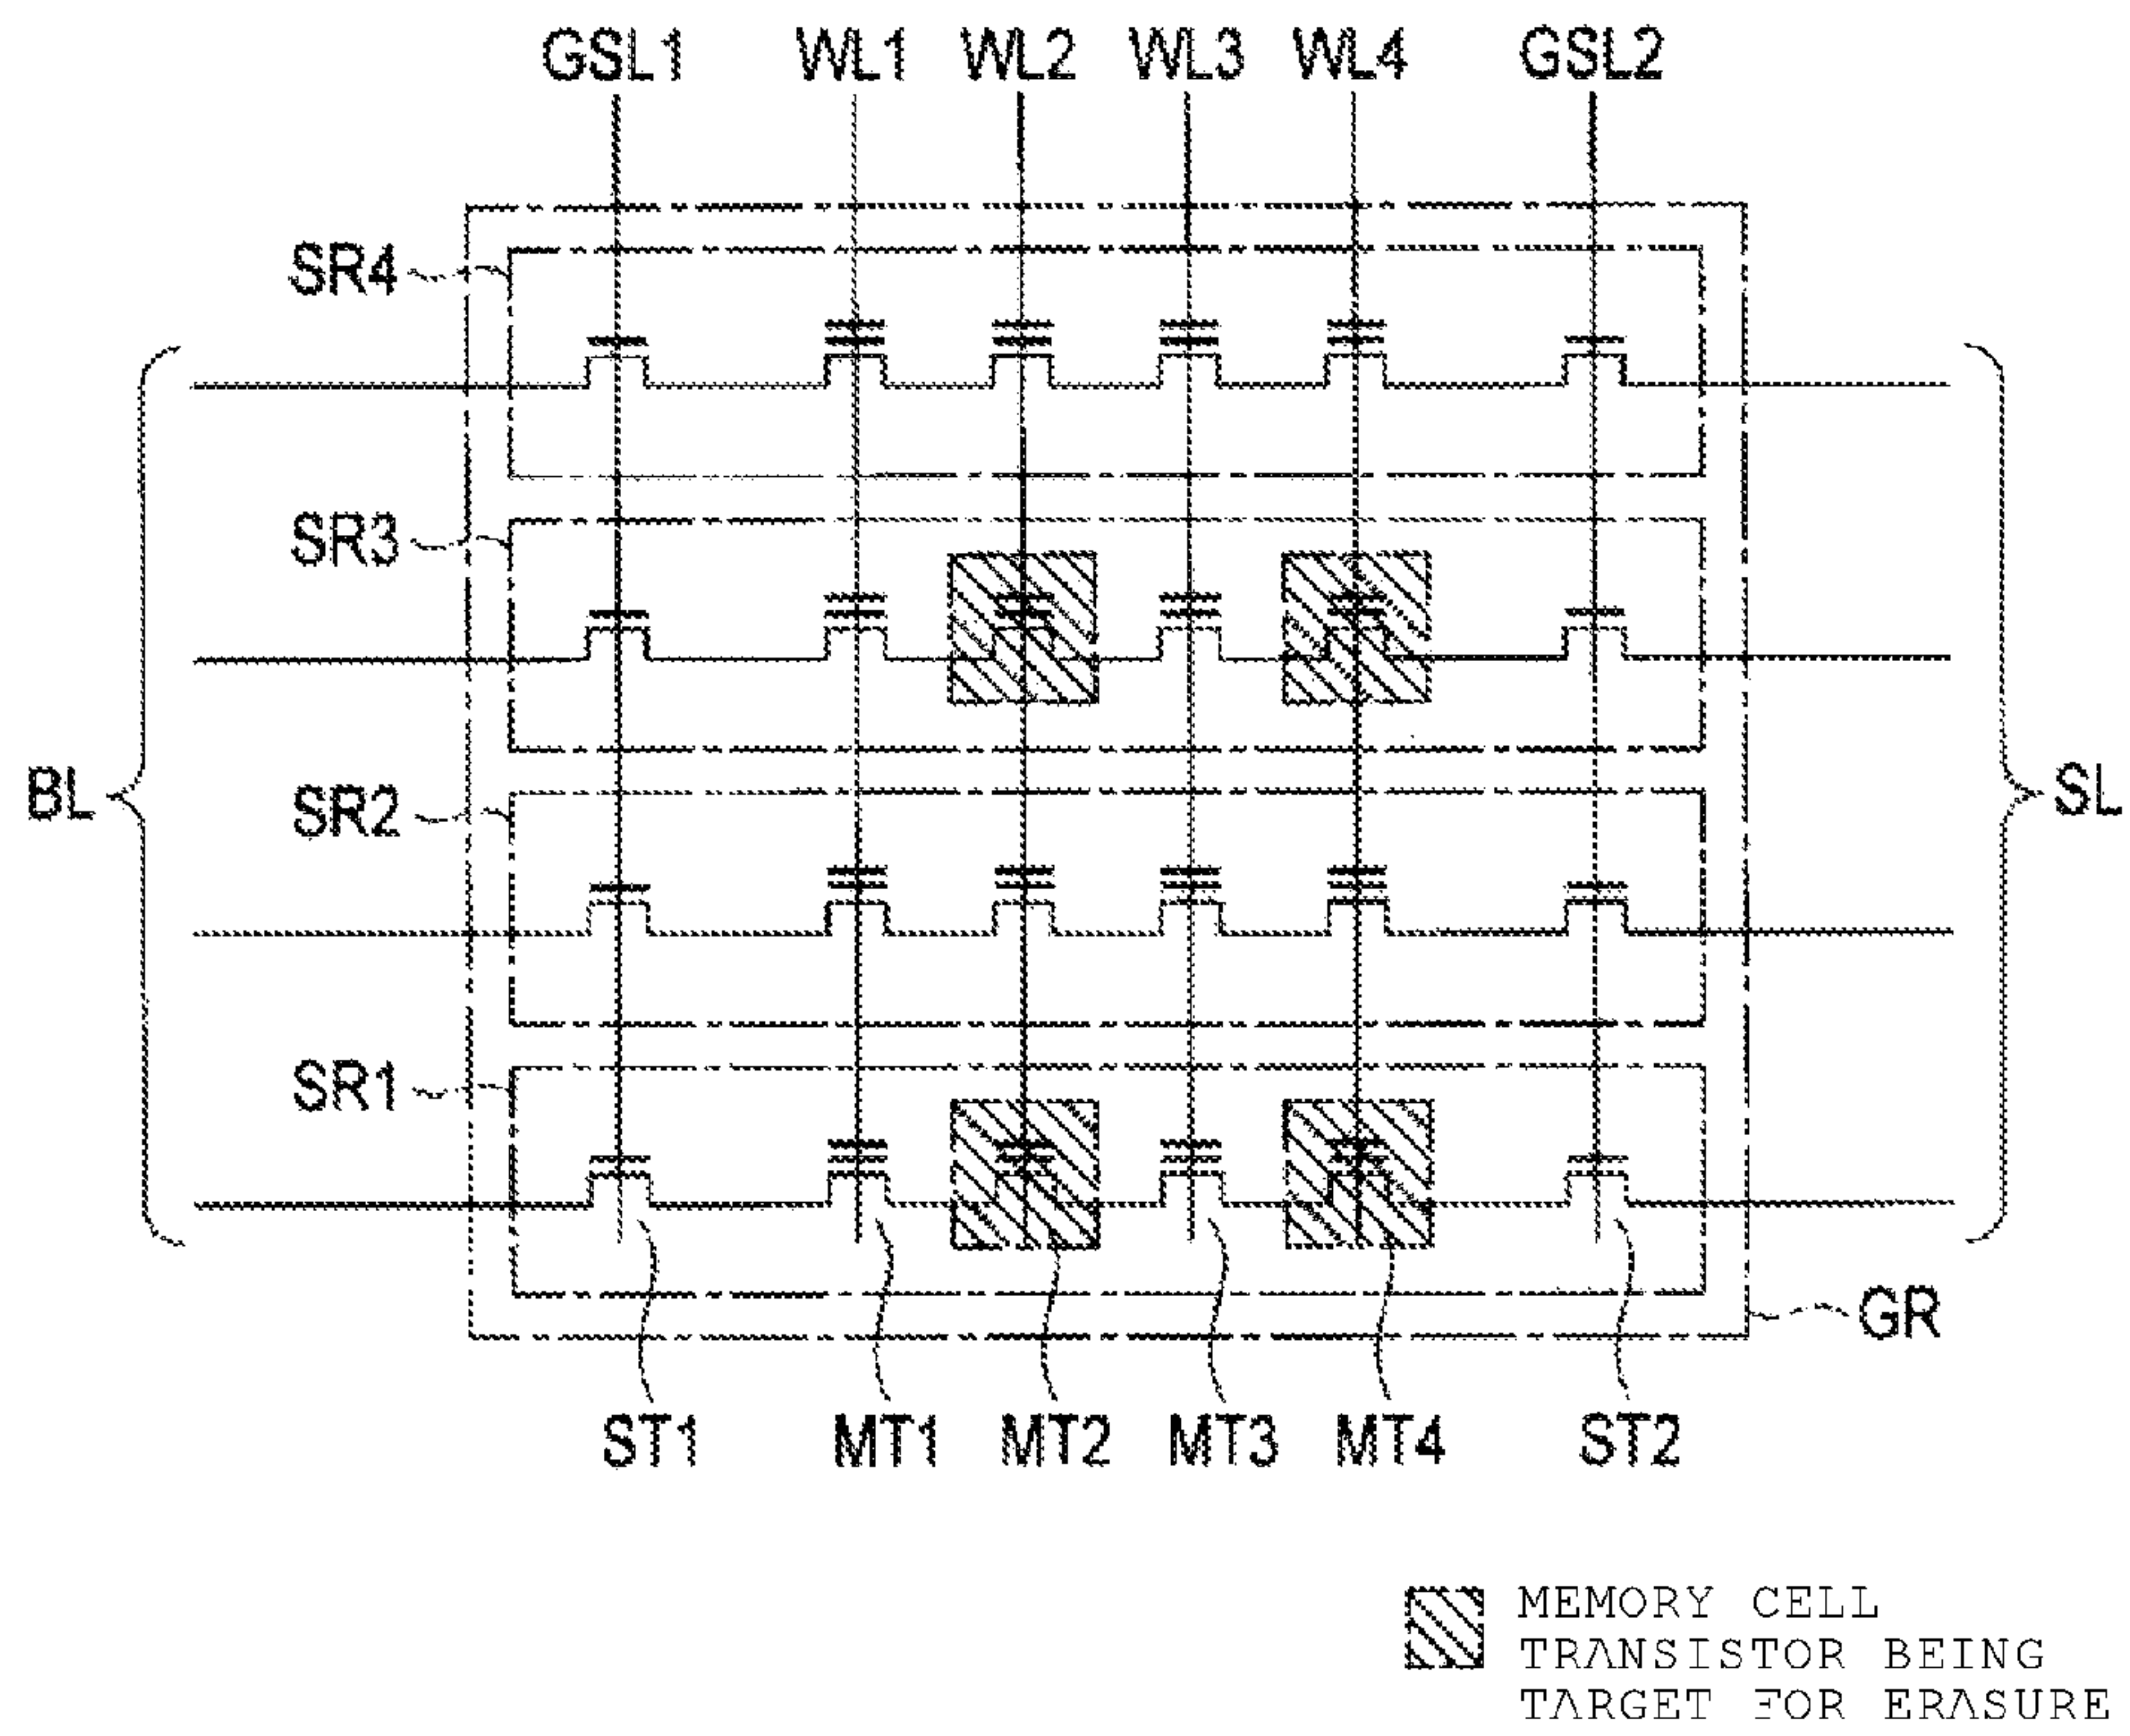 GSL1 WL1 WL2 WL3 WL4 GSL2
SR4
SR3
BL
SR2
SL
SR1
GR
ST1 MT1 MT2 MT3 MT4 ST2
MEMORY CELL
TRANSISTOR BEING
TARGET FOR ERASURE